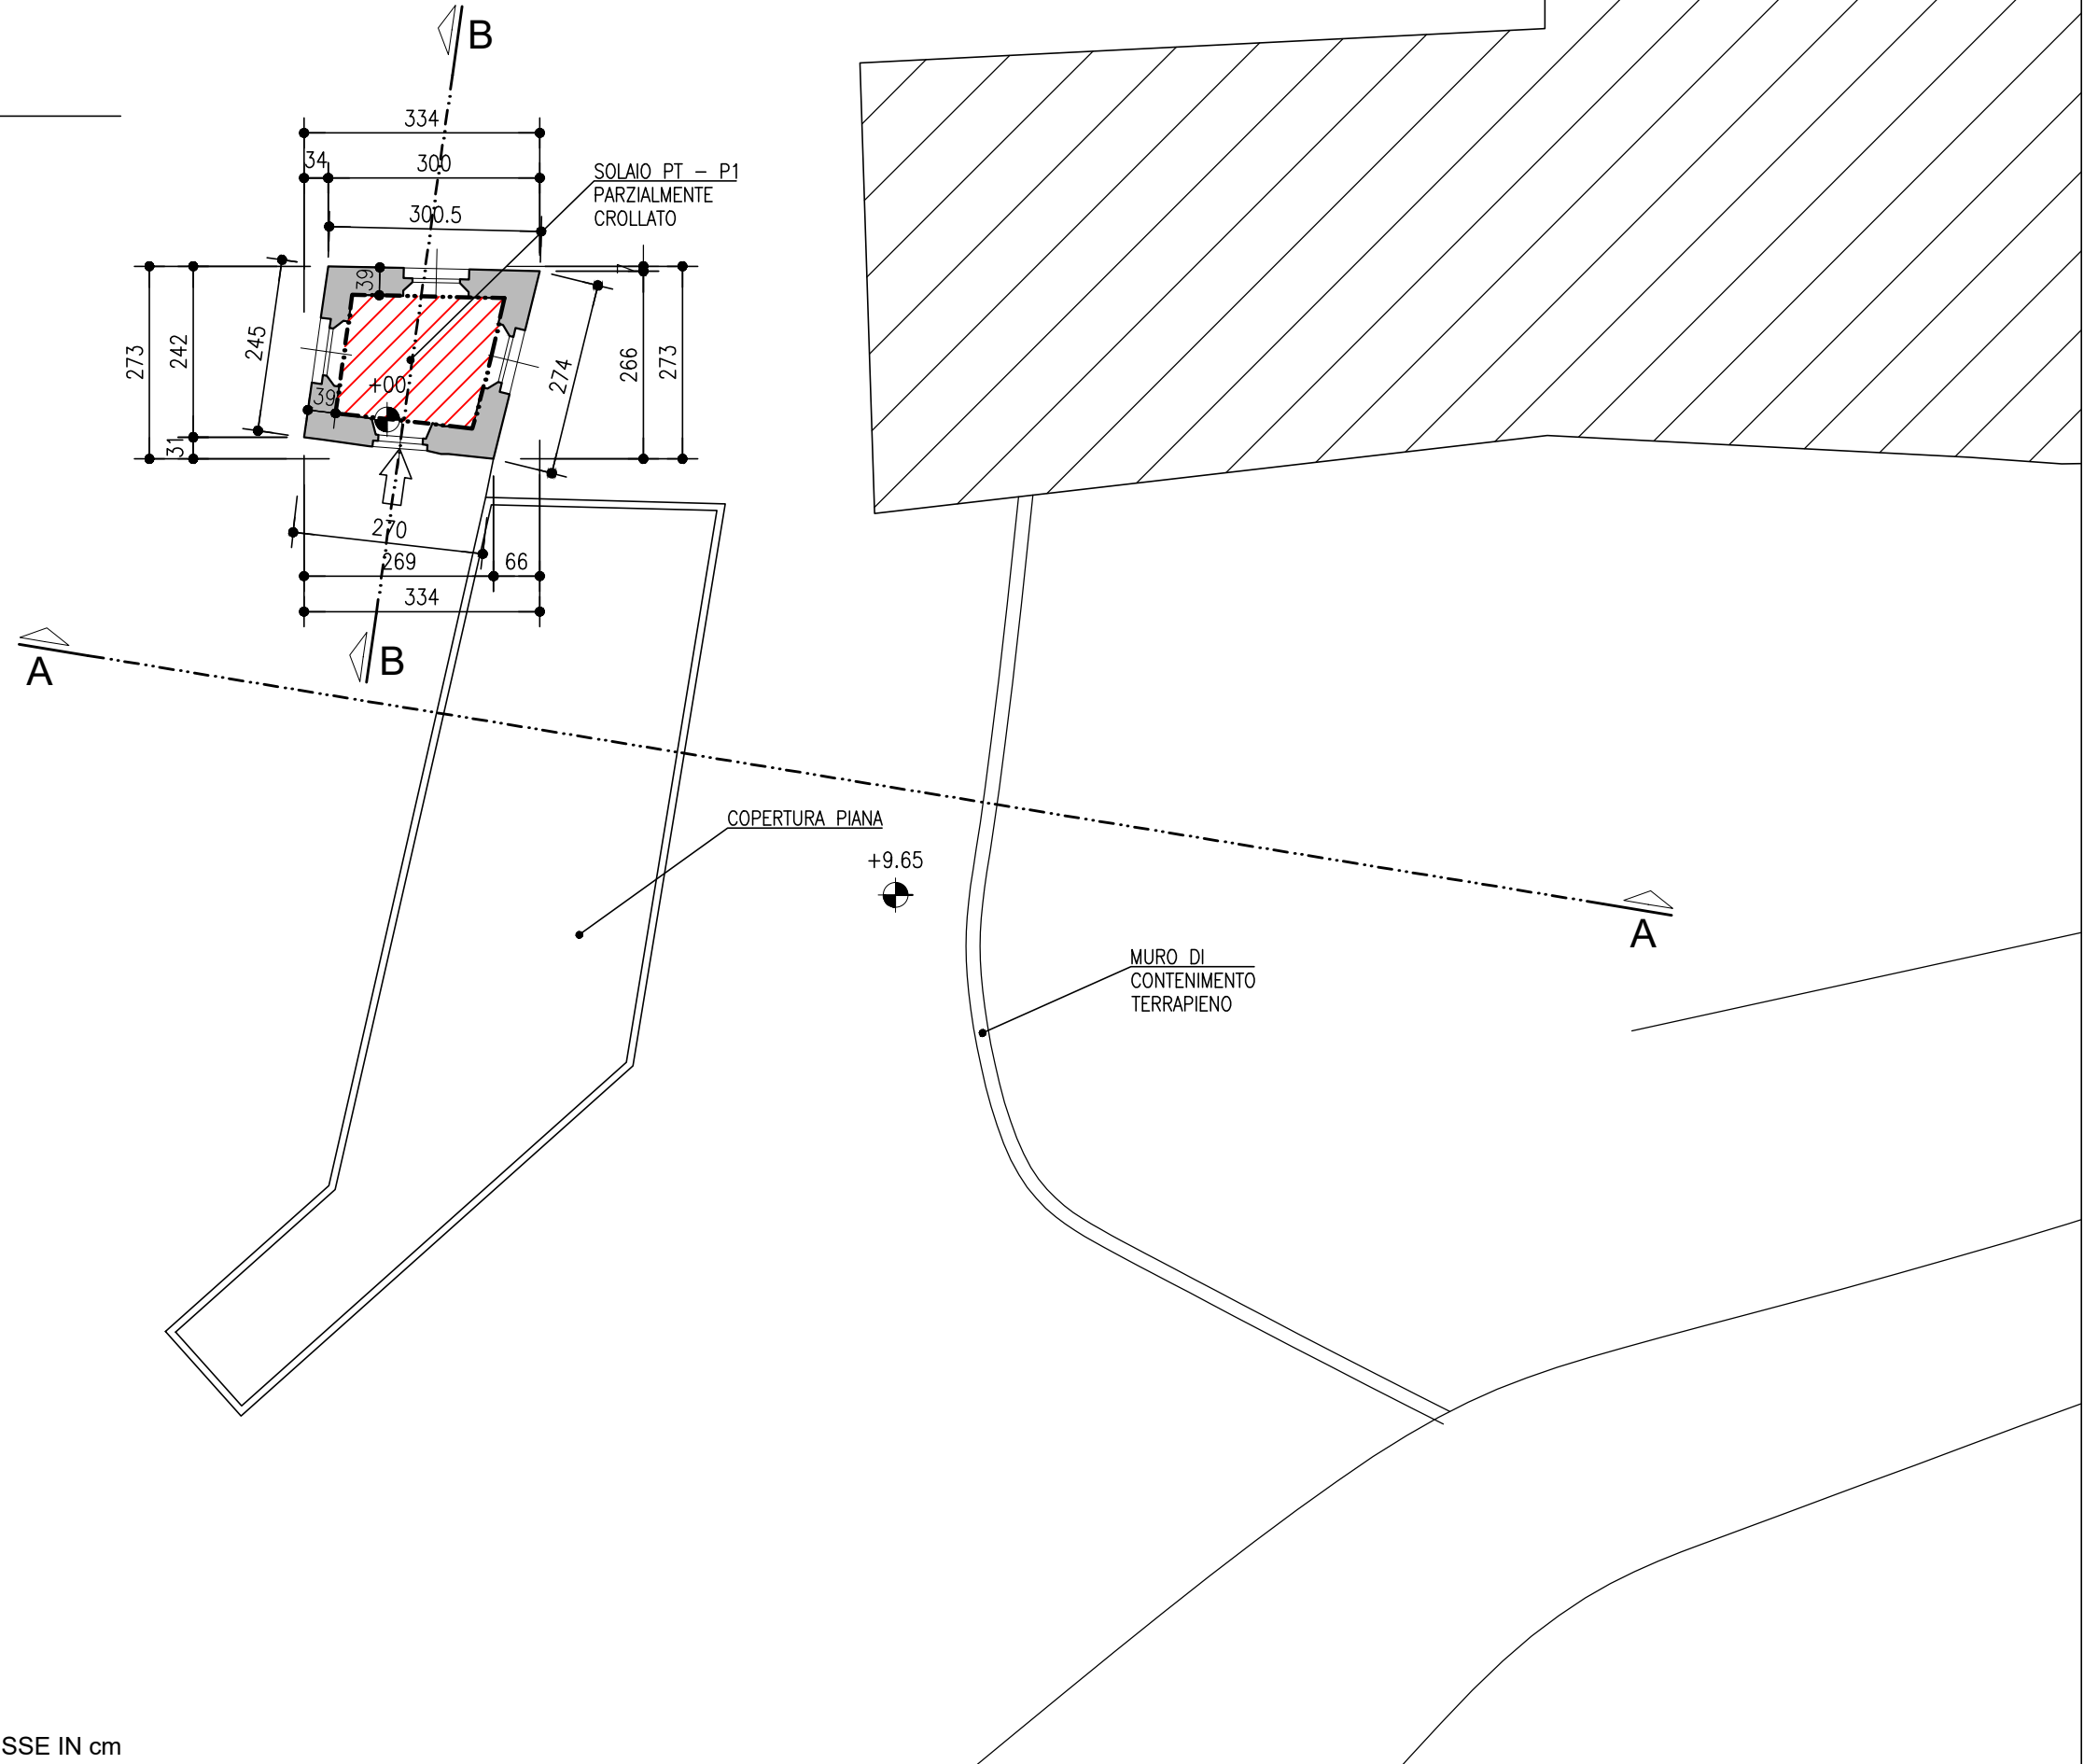 B
334
34
300
SOLAIO PT – P1
PARZIALMENTE
CROLLATO
300.5
39
7
273
242
245
274
266
273
+00
39
31
270
269
66
334
B
A
COPERTURA PIANA
+9.65
A
MURO DI
CONTENIMENTO
TERRAPIENO
SSE IN cm